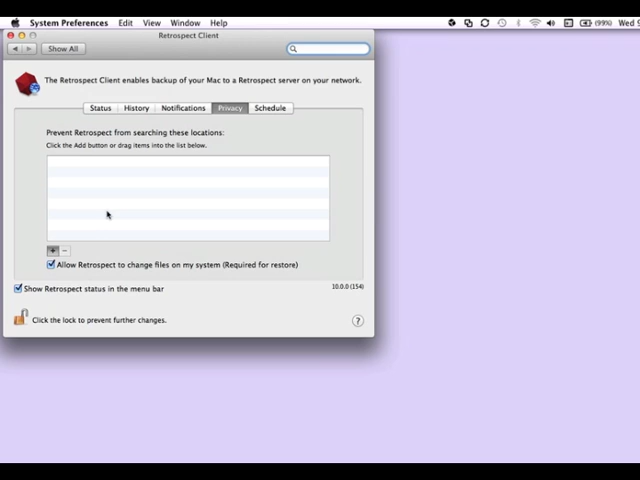 System Preferences Edit View Window Help
(99%) Wed 9
Retrospect Client
Show All
The Retrospect Client enables backup of your Mac to a Retrospect server on your network.
Status History Notifications Privacy Schedule
Prevent Retrospect from searching these locations:
Click the Add button or drag items into the list below.
+ −
Allow Retrospect to change files on my system (Required for restore)
Show Retrospect status in the menu bar
10.0.0 (154)
Click the lock to prevent further changes.
?